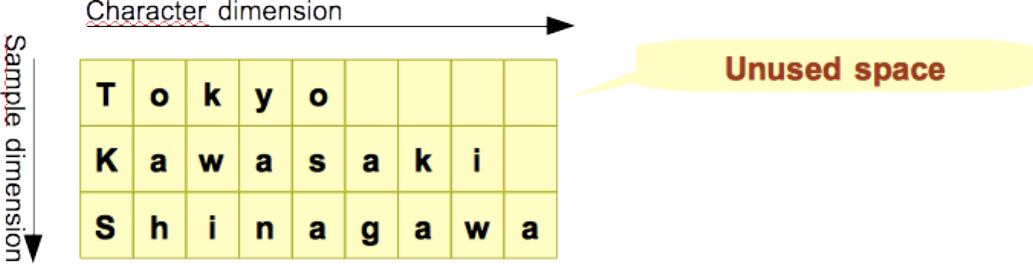 Character dimension
Sample dimension
Unused space
T o k y o
K a w a s a k i
S h i n a g a w a